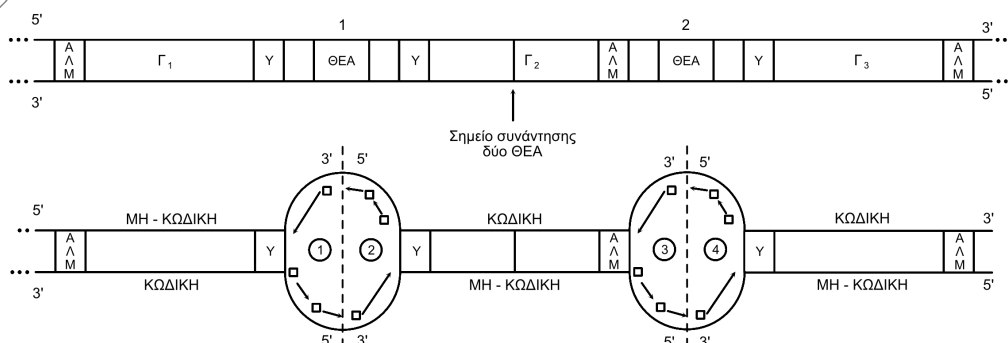 5' 1 2 3'
Α Λ Μ Γ1 Υ ΘΕΑ Υ Γ2 Α Λ Μ ΘΕΑ Υ Γ3 Α Λ Μ
3' 5'
Σημείο συνάντησης
δύο ΘΕΑ
3' 5' 3' 5'
5' ΜΗ - ΚΩΔΙΚΗ ΚΩΔΙΚΗ ΚΩΔΙΚΗ 3'
Α Λ Μ Υ 1 2 Υ Α Λ Μ 3 4 Υ Α Λ Μ
3' ΚΩΔΙΚΗ ΜΗ - ΚΩΔΙΚΗ ΜΗ - ΚΩΔΙΚΗ 5'
5' 3' 5' 3'